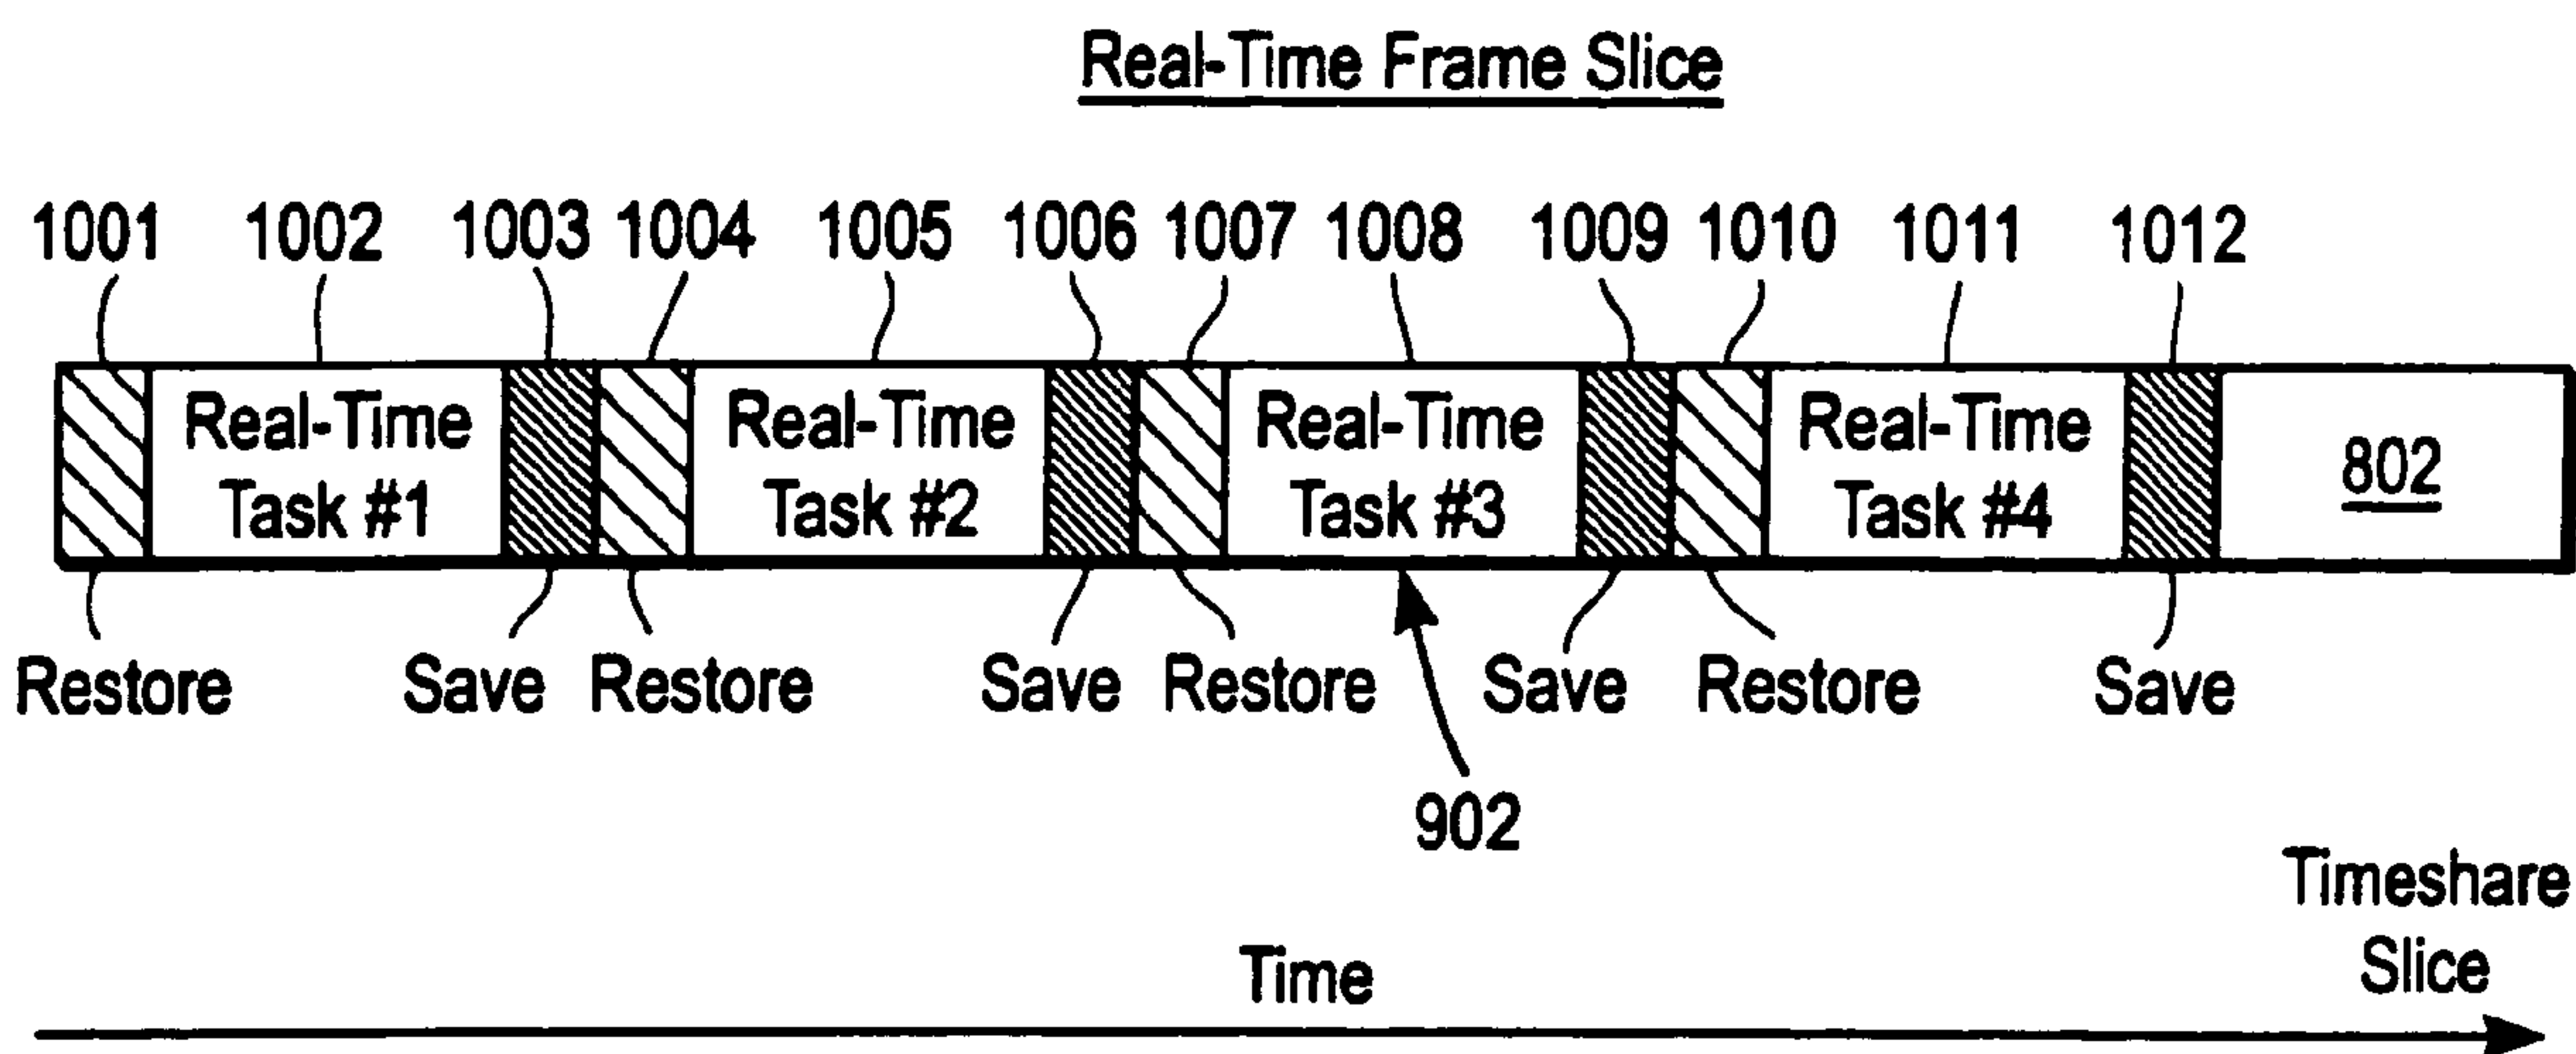 Real-Time Frame Slice
1001 1002 1003 1004 1005 1006 1007 1008 1009 1010 1011 1012
Real-Time Real-Time Real-Time Real-Time
Task #1 Task #2 Task #3 Task #4
802
Restore Save Restore Save Restore Save Restore Save
902
Timeshare
Slice
Time